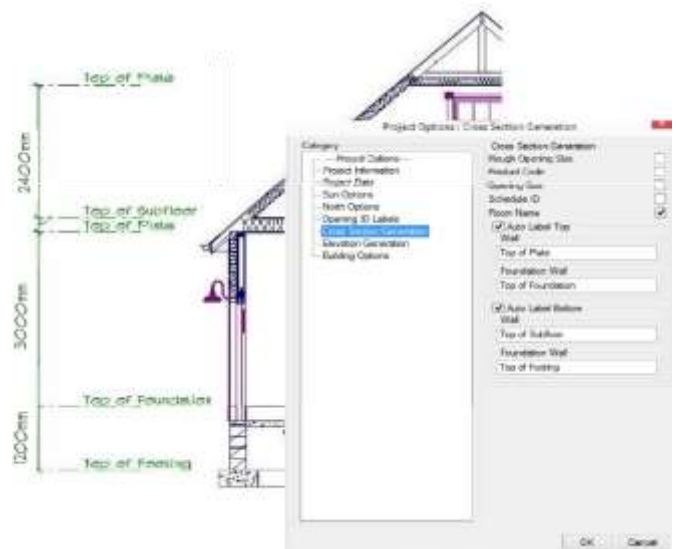 Top of Plate
2400mm
Top of Subfloor
Top of Plate
3000mm
Top of Foundation
1200mm
Top of Footing
Project Options : Cross Section Generation
Category
Project Options
Project Information
Project Data
Sun Options
North Options
Opening ID Labels
Cross Section Generation
Elevation Generation
Building Options
Cross Section Generation
Rough Opening Size
Product Code
Opening Size
Schedule ID
Room Name
Auto Label Top
Wall
Top of Plate
Foundation Wall
Top of Foundation
Auto Label Bottom
Wall
Top of Subfloor
Foundation Wall
Top of Footing
OK
Cancel